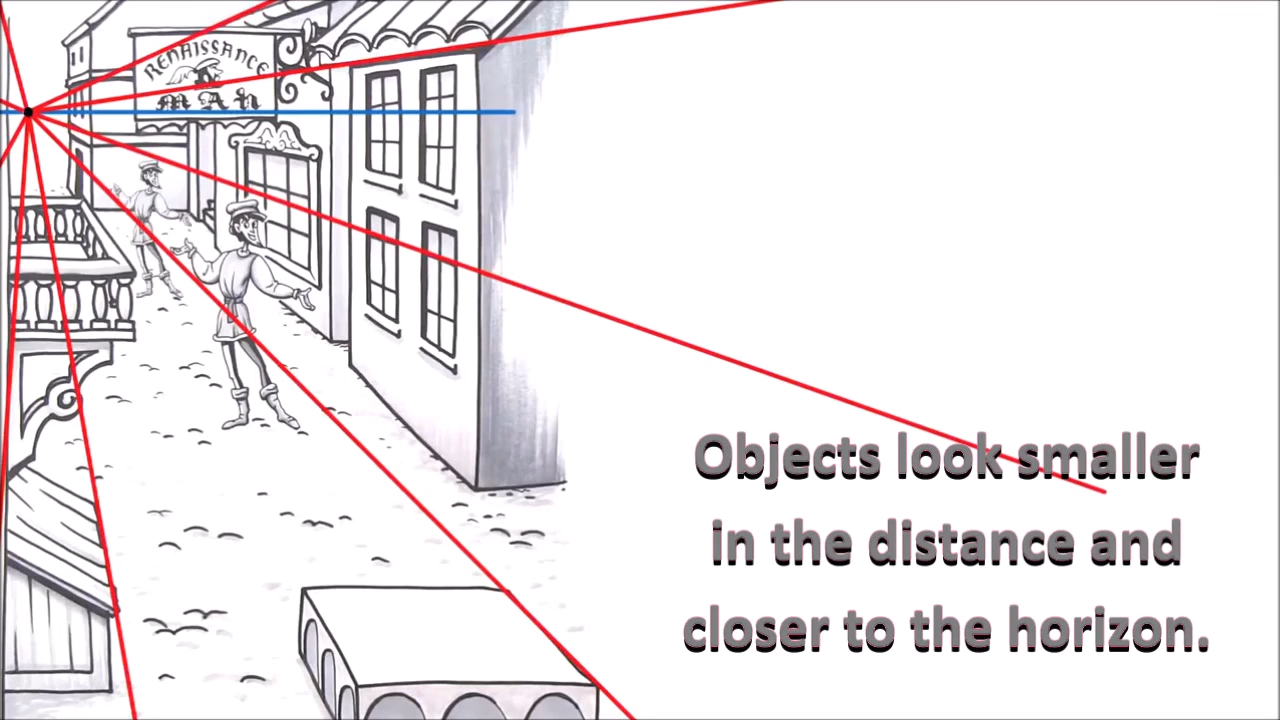 RENAISSANCE
MAN
Objects look smaller
in the distance and
closer to the horizon.